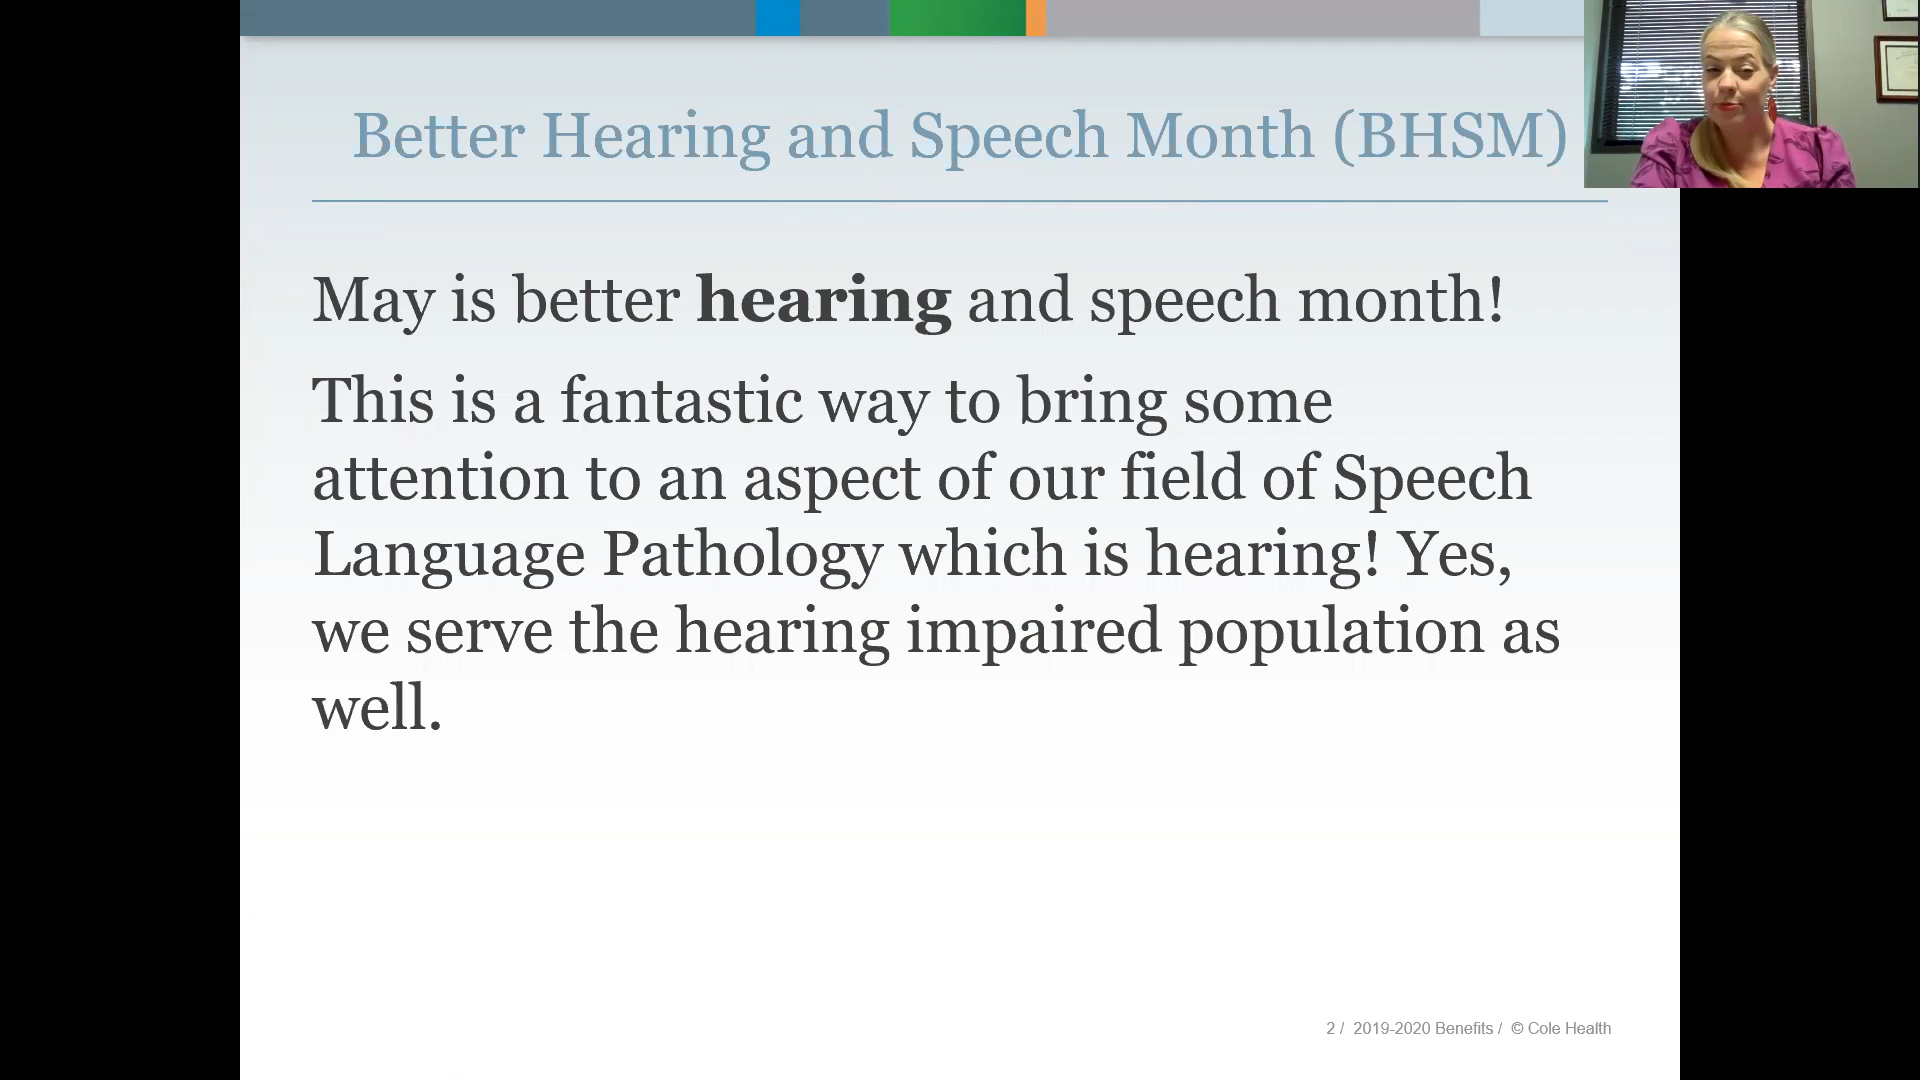 Better Hearing and Speech Month (BHSM)
May is better hearing and speech month!
This is a fantastic way to bring some
attention to an aspect of our field of Speech
Language Pathology which is hearing! Yes,
we serve the hearing impaired population as
well.
2 / 2019-2020 Benefits / © Cole Health